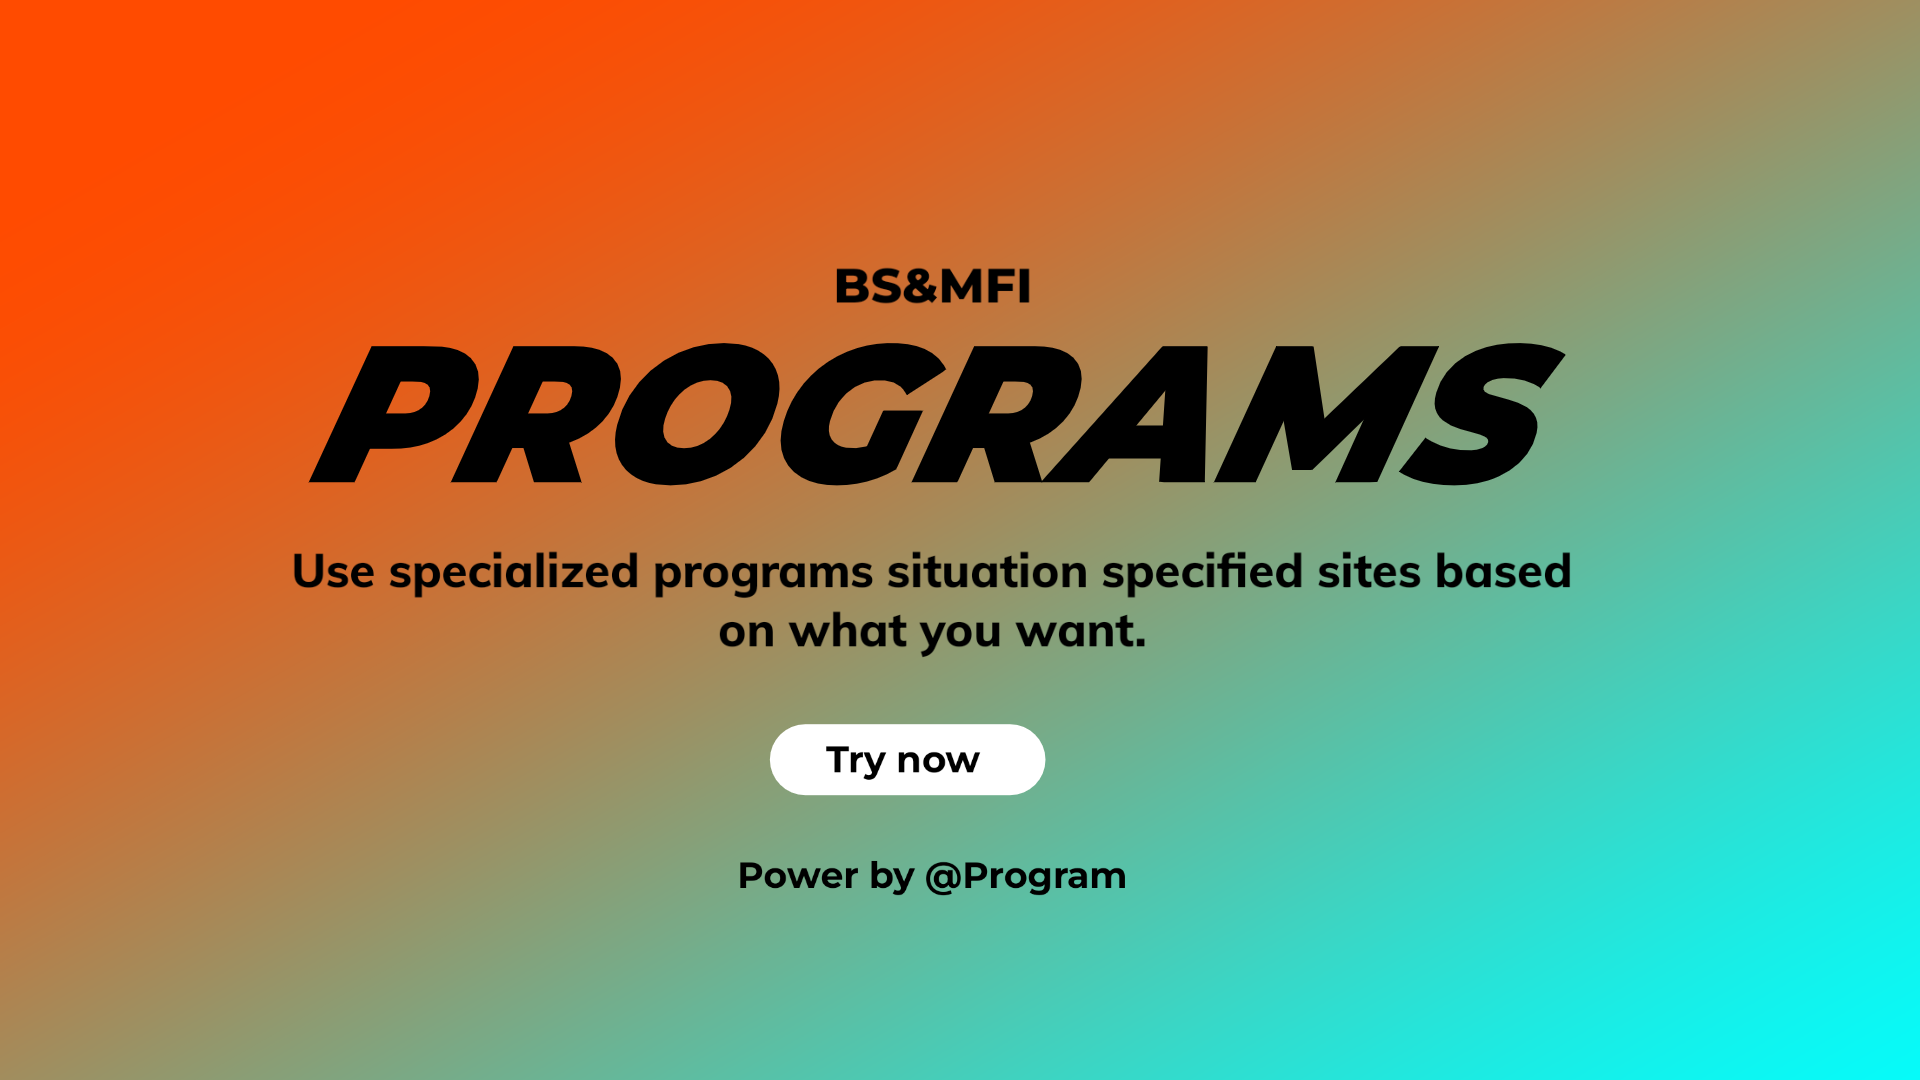 BS&MFI
PROGRAMS
Use specialized programs situation specified sites based
on what you want.
Try now
Power by @Program